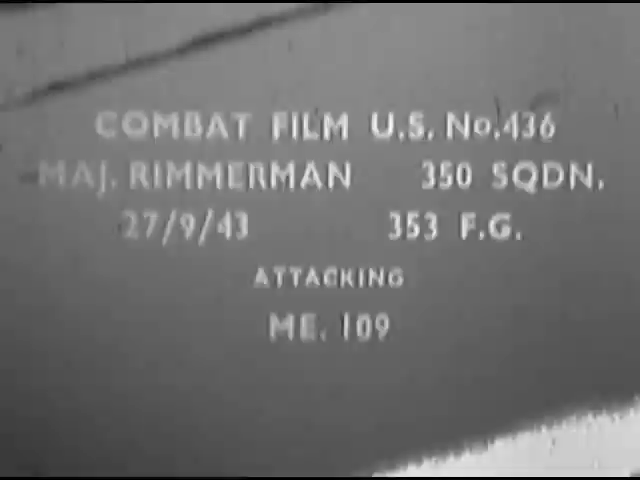 COMBAT FILM U.S. No. 436
MAJ. RIMMERMAN 350 SQDN.
27/9/43 353 F.G.
ATTACKING
ME. 109